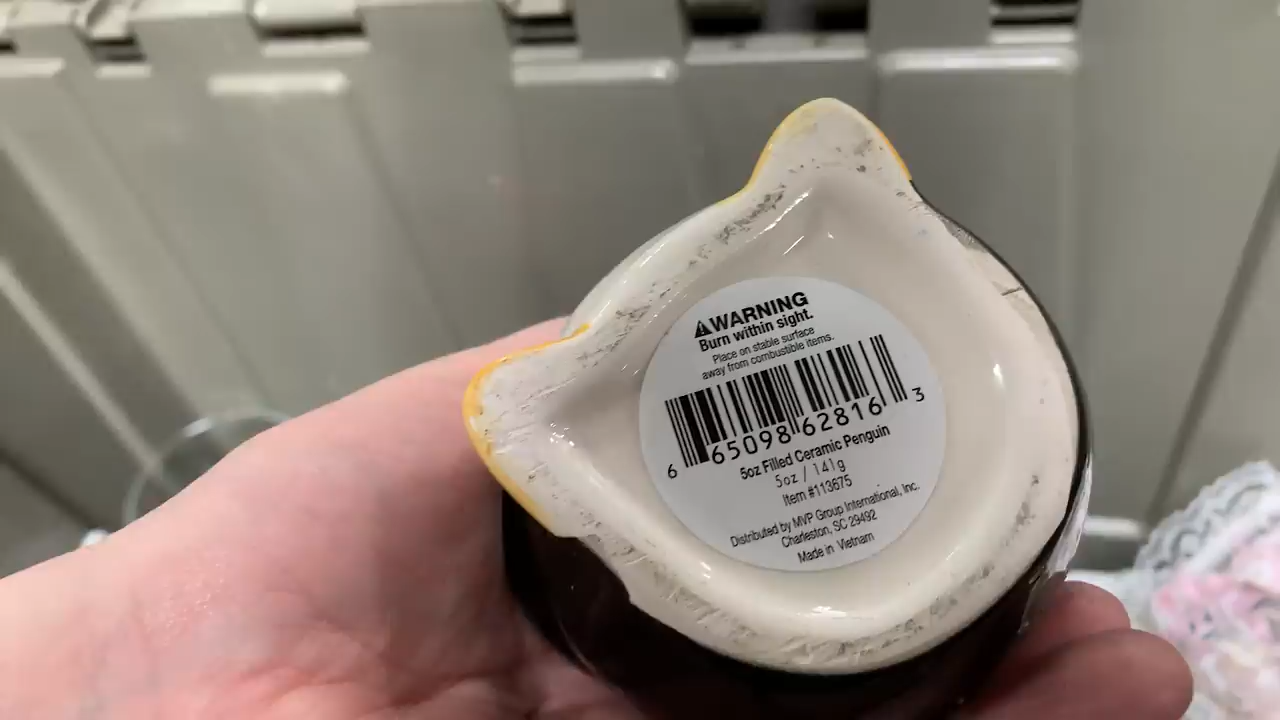 ⚠WARNING
Burn within sight.
Place on stable surface
away from combustible items.
6 65098 62816 3
5oz Filled Ceramic Penguin
5oz / 141g
Item #113675
Distributed by MVP Group International, Inc.
Charleston, SC 29492
Made in Vietnam